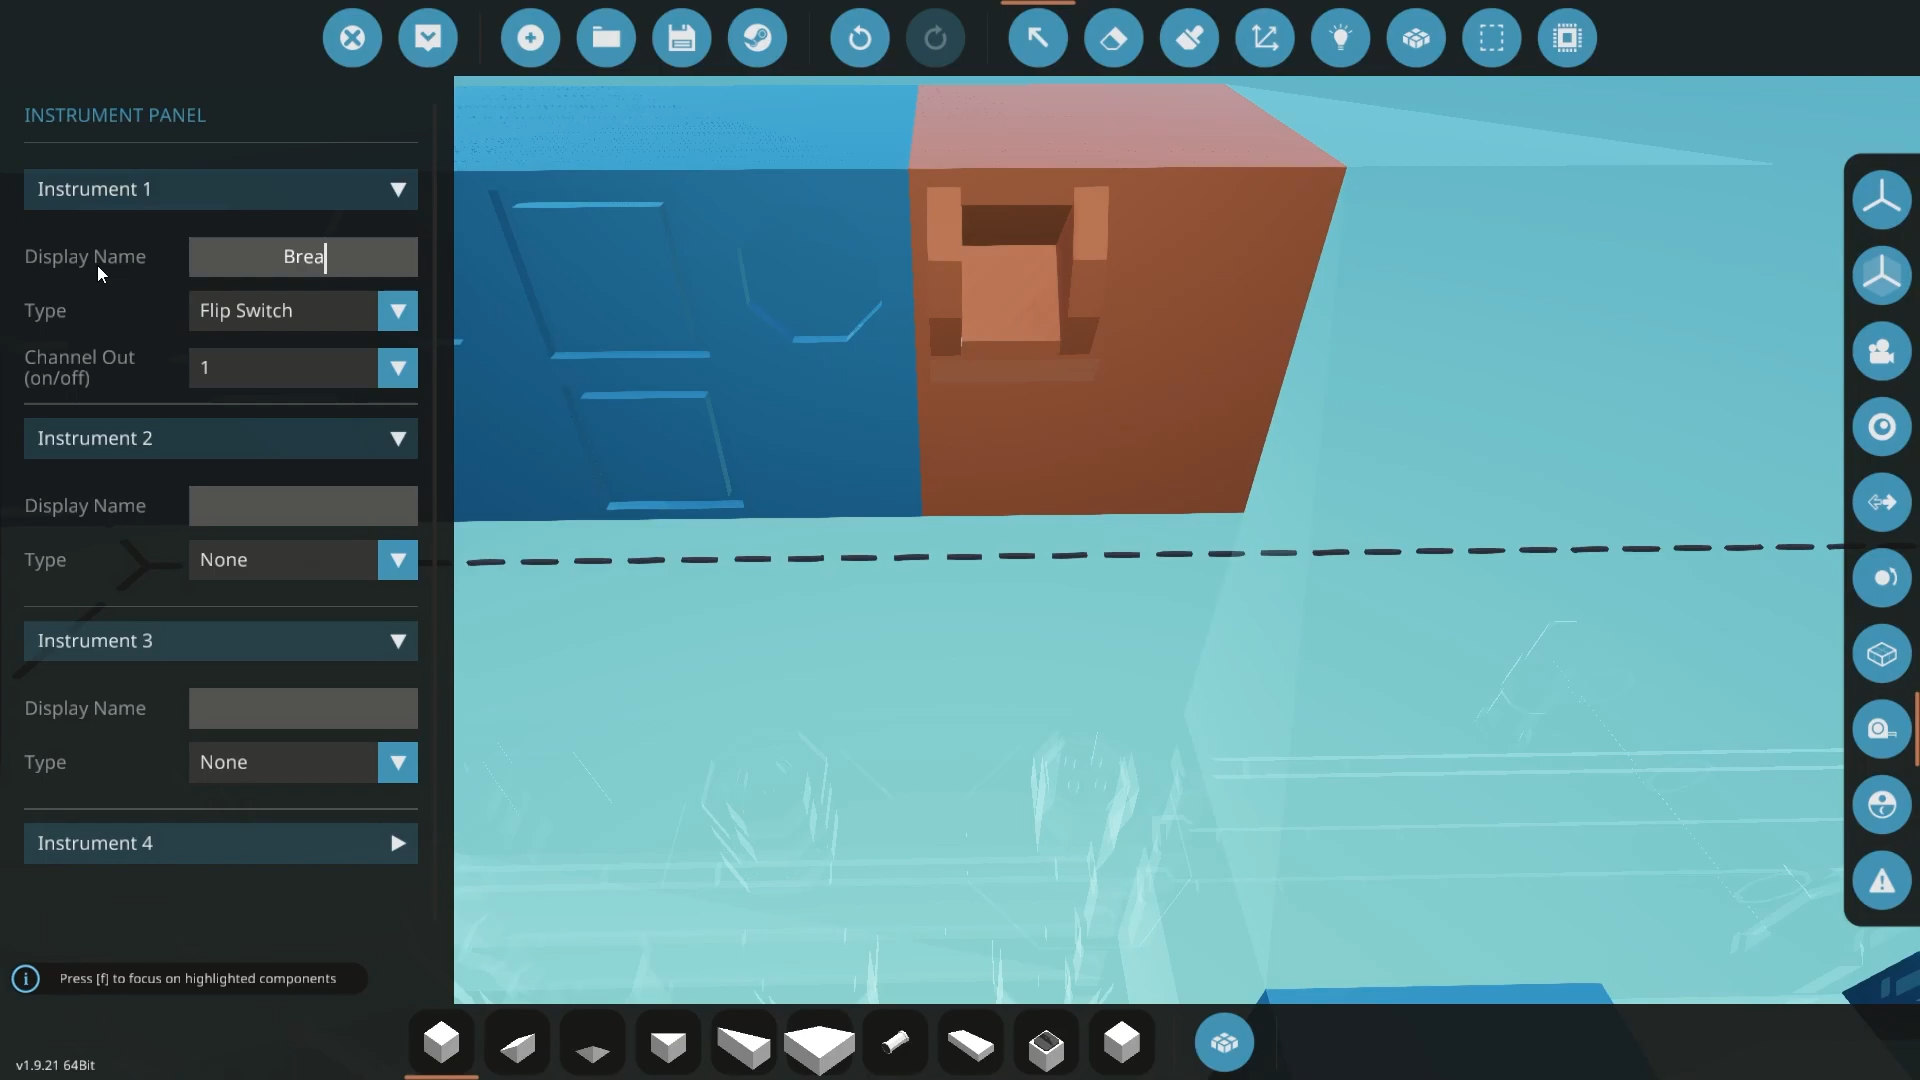 INSTRUMENT PANEL
Instrument 1
Display Name
Brea
Type
Flip Switch
Channel Out
(on/off)
1
Instrument 2
Display Name
Type
None
Instrument 3
Display Name
Type
None
Instrument 4
Press [f] to focus on highlighted components
v1.9.21 64Bit